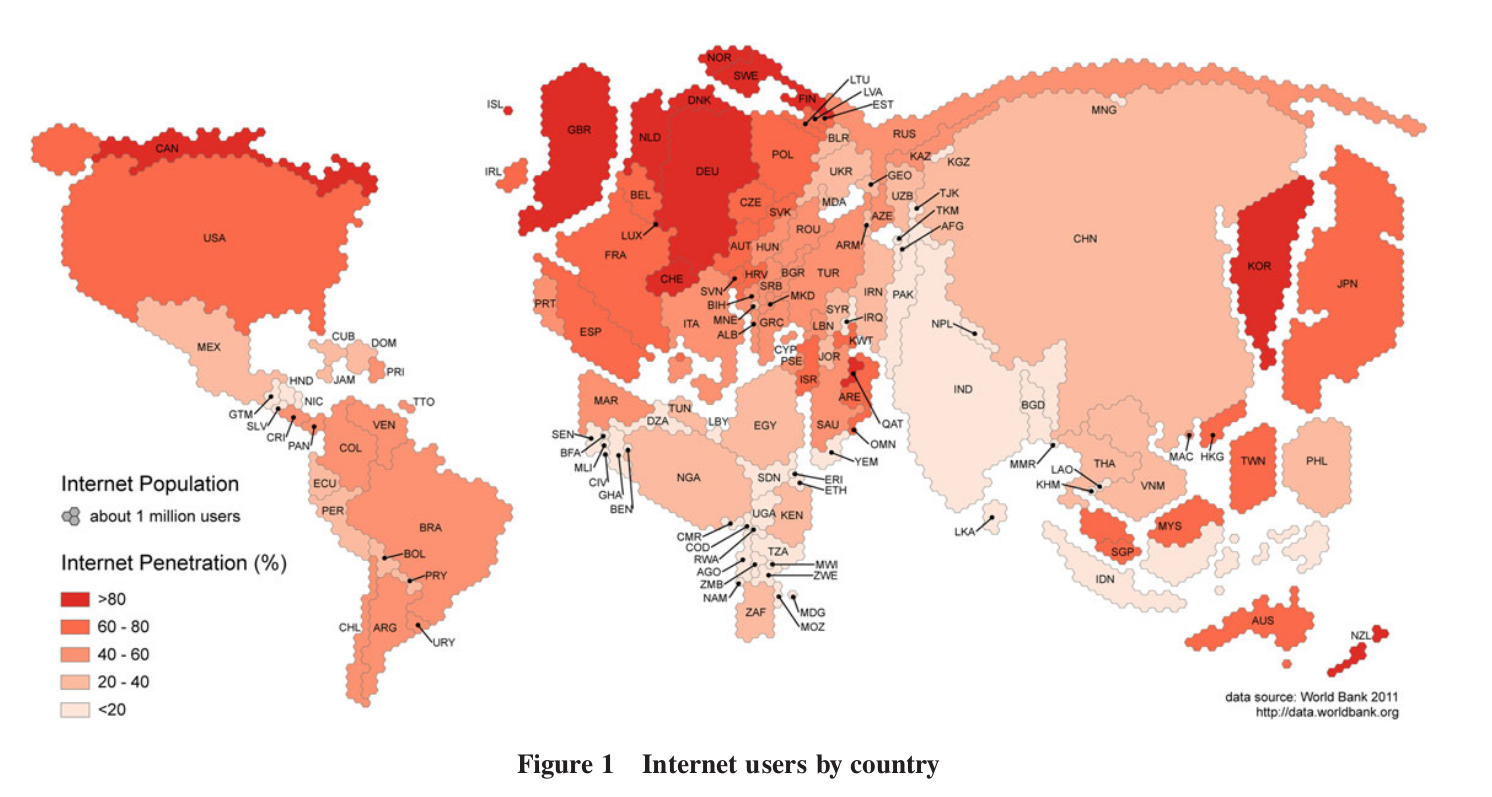 NOR
SWE
FIN
LTU
LVA
EST
ISL
DNK
GBR
NLD
DEU
POL
BLR
RUS
MNG
CAN
IRL
BEL
LUX
CZE
SVK
UKR
MDA
KAZ
KGZ
GEO
UZB
TJK
TKM
AFG
AZE
ARM
USA
FRA
CHE
AUT
HUN
ROU
CHN
KOR
JPN
PRT
ESP
ITA
SVN
HRV
BIH
SRB
BGR
MNE
MKD
ALB
GRC
TUR
SYR
LBN
IRN
IRQ
PAK
NPL
IND
BGD
MEX
CUB
DOM
JAM
PRI
HND
NIC
GTM
SLV
CRI
PAN
TTO
CYP
PSE
ISR
JOR
KWT
ARE
QAT
SAU
OMN
YEM
MAR
DZA
TUN
LBY
EGY
SEN
BFA
MLI
CIV
GHA
BEN
NGA
SDN
ERI
ETH
UGA
KEN
CMR
COD
RWA
AGO
ZMB
NAM
TZA
MWI
ZWE
ZAF
MDG
MOZ
COL
VEN
ECU
PER
BRA
BOL
PRY
CHL
ARG
URY
LKA
MMR
LAO
KHM
THA
VNM
MAC
HKG
TWN
PHL
MYS
SGP
IDN
AUS
NZL
Internet Population
about 1 million users
Internet Penetration (%)
>80
60 - 80
40 - 60
20 - 40
<20
data source: World Bank 2011
http://data.worldbank.org
Figure 1 Internet users by country